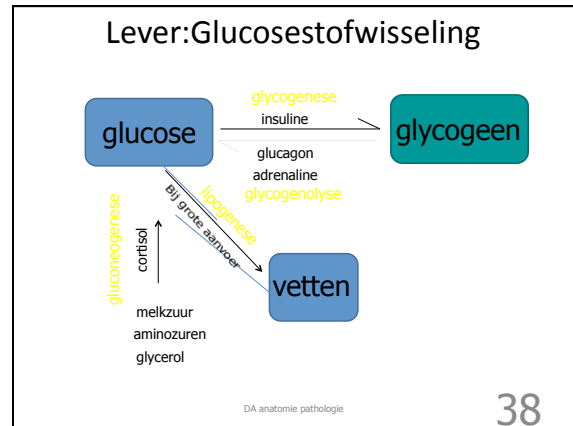 Lever:Glucosestofwisseling
glycogenese
insuline
glucose
glycogeen
glucagon
adrenaline
glycogenolyse
lipogenese
Bij grote aanvoer
gluconeogenese
cortisol
vetten
melkzuur
aminozuren
glycerol
DA anatomie pathologie
38